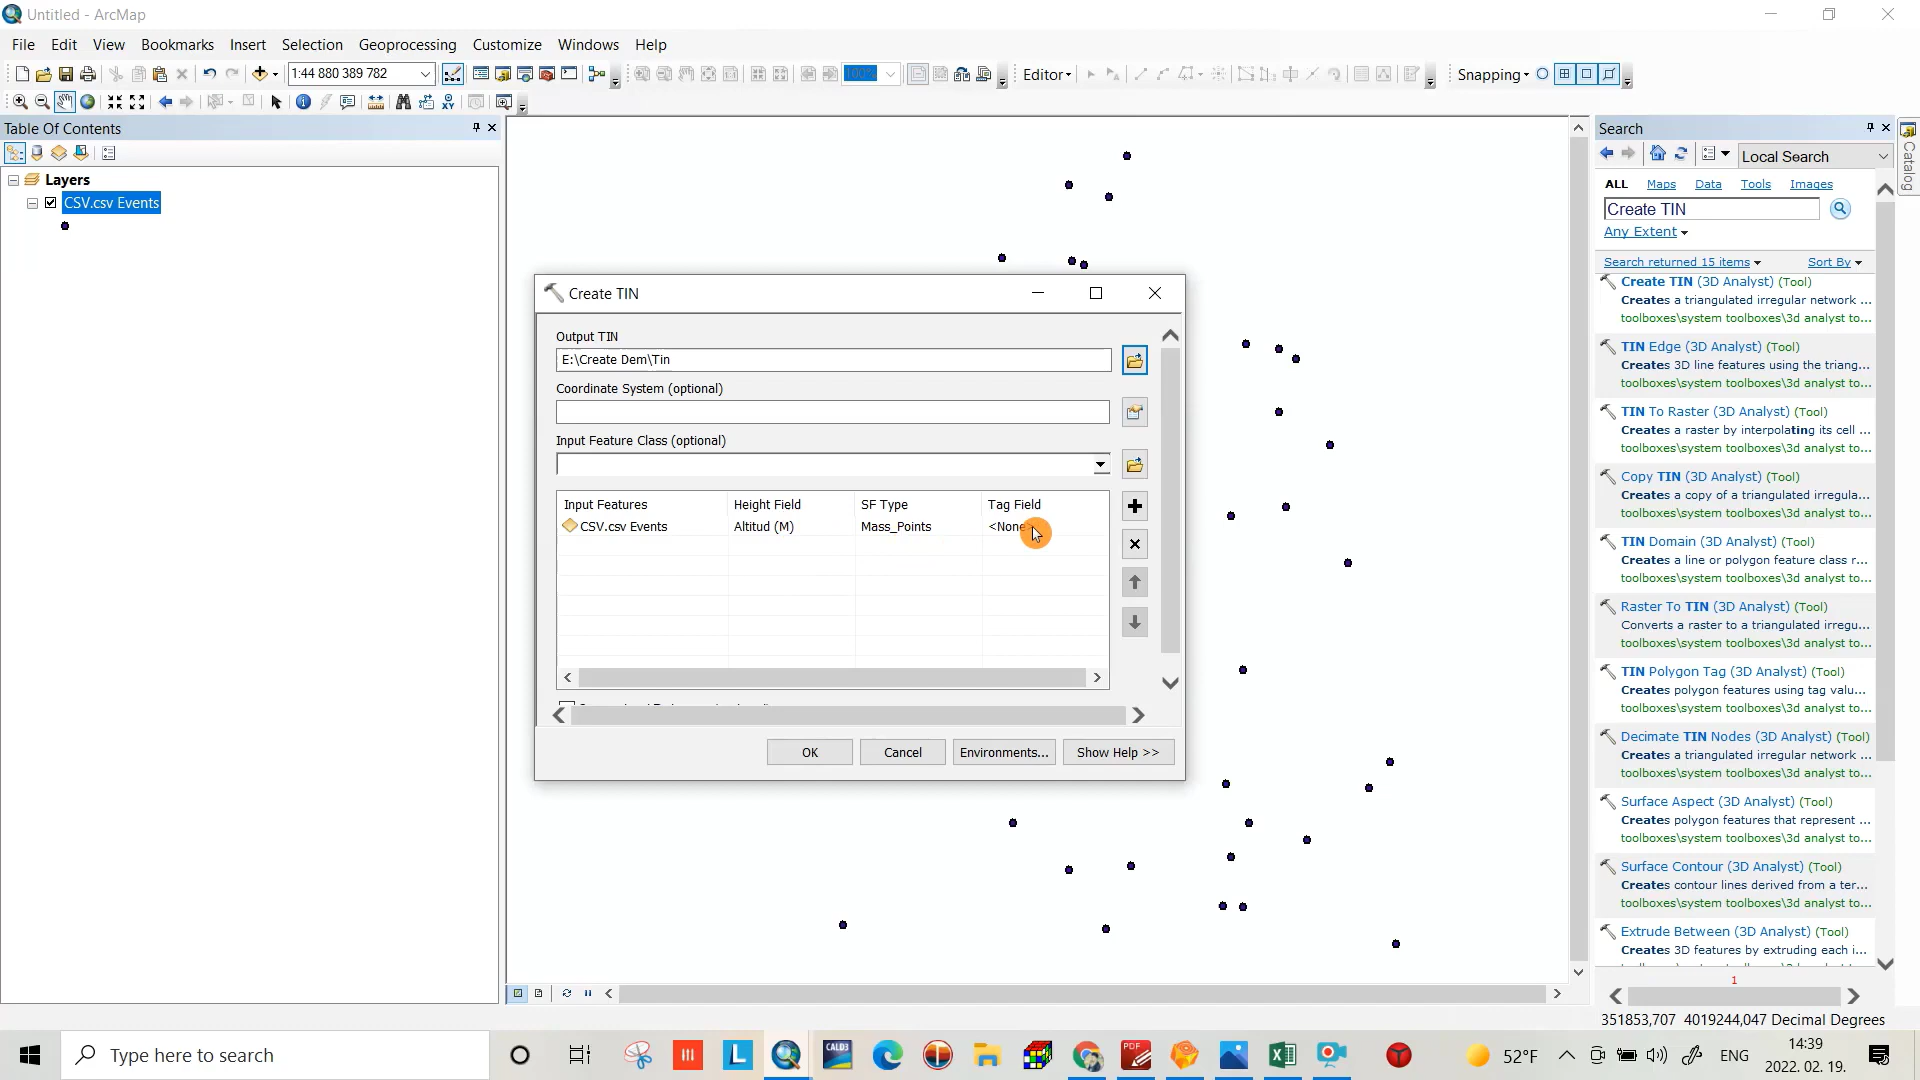 Untitled - ArcMap
File Edit View Bookmarks Insert Selection Geoprocessing Customize Windows Help
1:44 880 389 782
100%
Editor
Snapping
Table Of Contents
Layers
CSV.csv Events
Create TIN
Output TIN
E:\Create Dem\Tin
Coordinate System (optional)
Input Feature Class (optional)
Input Features Height Field SF Type Tag Field
CSV.csv Events Altitud (M) Mass_Points <None>
OK Cancel Environments... Show Help >>
Search
Local Search
ALL Maps Data Tools Images
Create TIN
Any Extent
Search returned 15 items Sort By
Create TIN (3D Analyst) (Tool)
Creates a triangulated irregular network ...
toolboxes\system toolboxes\3d analyst to...
TIN Edge (3D Analyst) (Tool)
Creates 3D line features using the triang...
toolboxes\system toolboxes\3d analyst to...
TIN To Raster (3D Analyst) (Tool)
Creates a raster by interpolating its cell ...
toolboxes\system toolboxes\3d analyst to...
Copy TIN (3D Analyst) (Tool)
Creates a copy of a triangulated irregula...
toolboxes\system toolboxes\3d analyst to...
TIN Domain (3D Analyst) (Tool)
Creates a line or polygon feature class r...
toolboxes\system toolboxes\3d analyst to...
Raster To TIN (3D Analyst) (Tool)
Converts a raster to a triangulated irregu...
toolboxes\system toolboxes\3d analyst to...
TIN Polygon Tag (3D Analyst) (Tool)
Creates polygon features using tag valu...
toolboxes\system toolboxes\3d analyst to...
Decimate TIN Nodes (3D Analyst) (Tool)
Creates a triangulated irregular network ...
toolboxes\system toolboxes\3d analyst to...
Surface Aspect (3D Analyst) (Tool)
Creates polygon features that represent ...
toolboxes\system toolboxes\3d analyst to...
Surface Contour (3D Analyst) (Tool)
Creates contour lines derived from a ter...
toolboxes\system toolboxes\3d analyst to...
Extrude Between (3D Analyst) (Tool)
Creates 3D features by extruding each i...
1
Catalog
351853,707 4019244,047 Decimal Degrees
Type here to search
CALD3
PDF
52°F
ENG
14:39
2022. 02. 19.